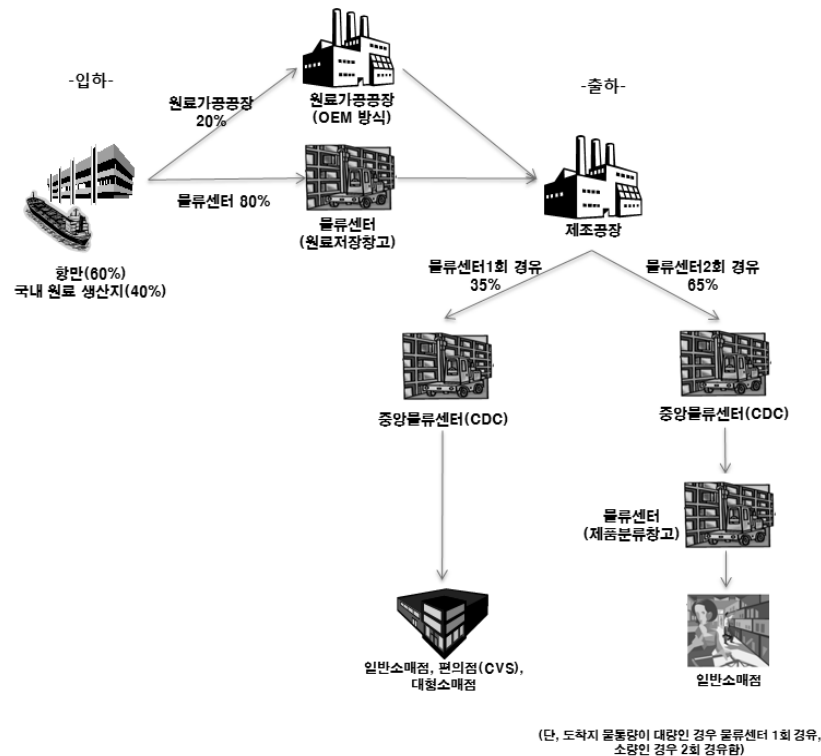 -입하-
-출하-
원료가공공장
20%
원료가공공장
(OEM 방식)
물류센터 80%
물류센터
(원료저장창고)
제조공장
항만(60%)
국내 원료 생산지(40%)
물류센터1회 경유
35%
물류센터2회 경유
65%
중앙물류센터(CDC)
중앙물류센터(CDC)
물류센터
(제품분류창고)
일반소매점, 편의점(CVS),
대형소매점
일반소매점
(단, 도착지 물동량이 대량인 경우 물류센터 1회 경유,
소량인 경우 2회 경유함)